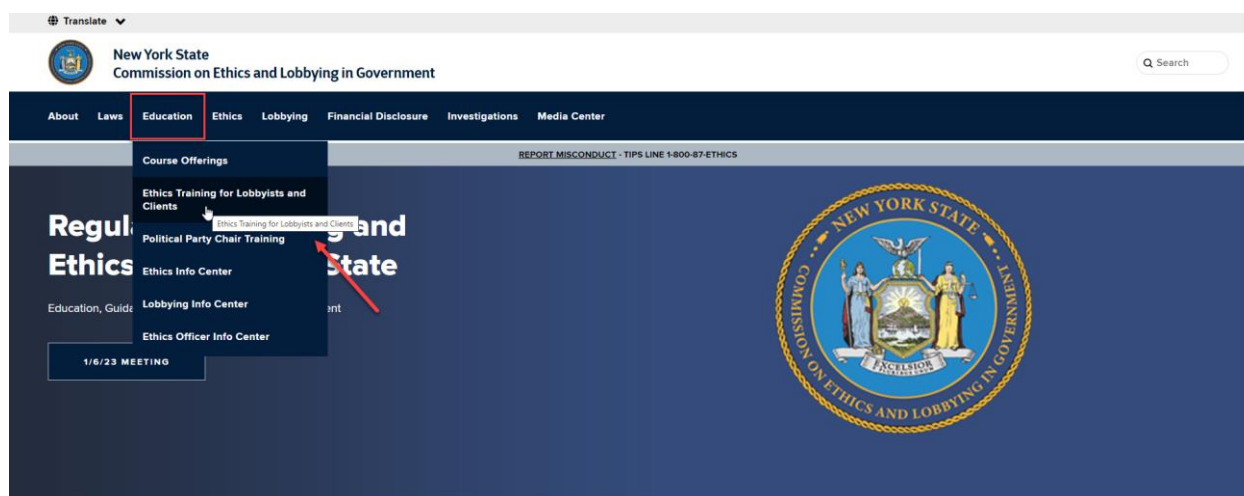 Translate
New York State
Commission on Ethics and Lobbying in Government
Search
About Laws Education Ethics Lobbying Financial Disclosure Investigations Media Center
REPORT MISCONDUCT - TIPS LINE 1-800-87-ETHICS
Course Offerings
Ethics Training for Lobbyists and
Clients
Ethics Training for Lobbyists and Clients
Political Party Chair Training
Ethics Info Center
Lobbying Info Center
Ethics Officer Info Center
and
Ethics State
Education,
1/6/23 MEETING
NEW YORK STATE
COMMISSION ON ETHICS AND LOBBYING IN GOVERNMENT
EXCELSIOR